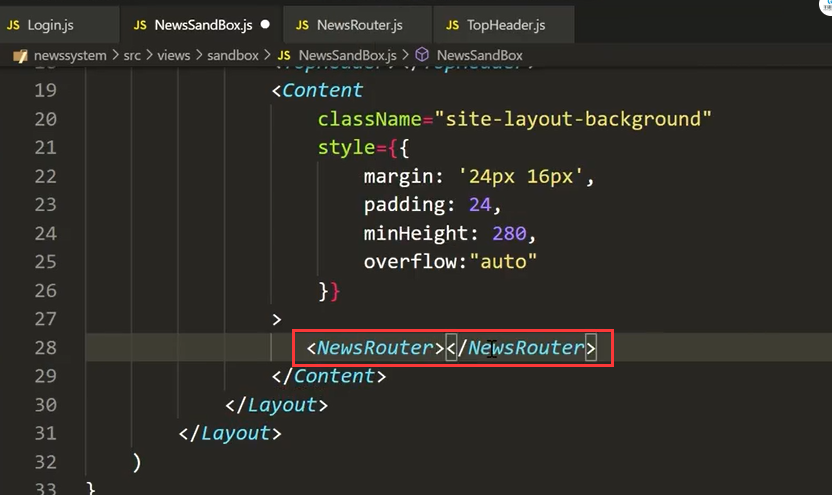 JS Login.js JS NewsSandBox.js ● JS NewsRouter.js JS TopHeader.js
newssystem > src > views > sandbox > JS NewsSandBox.js > NewsSandBox
19 <Content
20 className="site-layout-background"
21 style={{
22 margin: '24px 16px',
23 padding: 24,
24 minHeight: 280,
25 overflow:"auto"
26 }}
27 >
28 <NewsRouter></NewsRouter>
29 </Content>
30 </Layout>
31 </Layout>
32 )
33 }